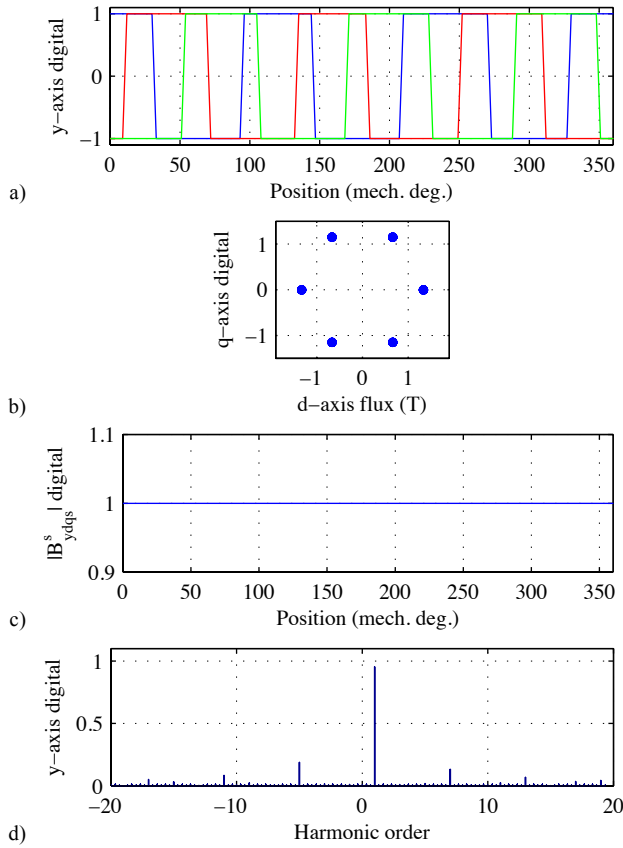 y−axis digital
1
0
−1
0 50 100 150 200 250 300 350
Position (mech. deg.)
a)
q−axis digital
1
0
−1
−1 0 1
d−axis flux (T)
b)
|B^s_ydqs| digital
1.1
1
0.9
0 50 100 150 200 250 300 350
Position (mech. deg.)
c)
y−axis digital
1
0.5
0
−20 −10 0 10 20
Harmonic order
d)